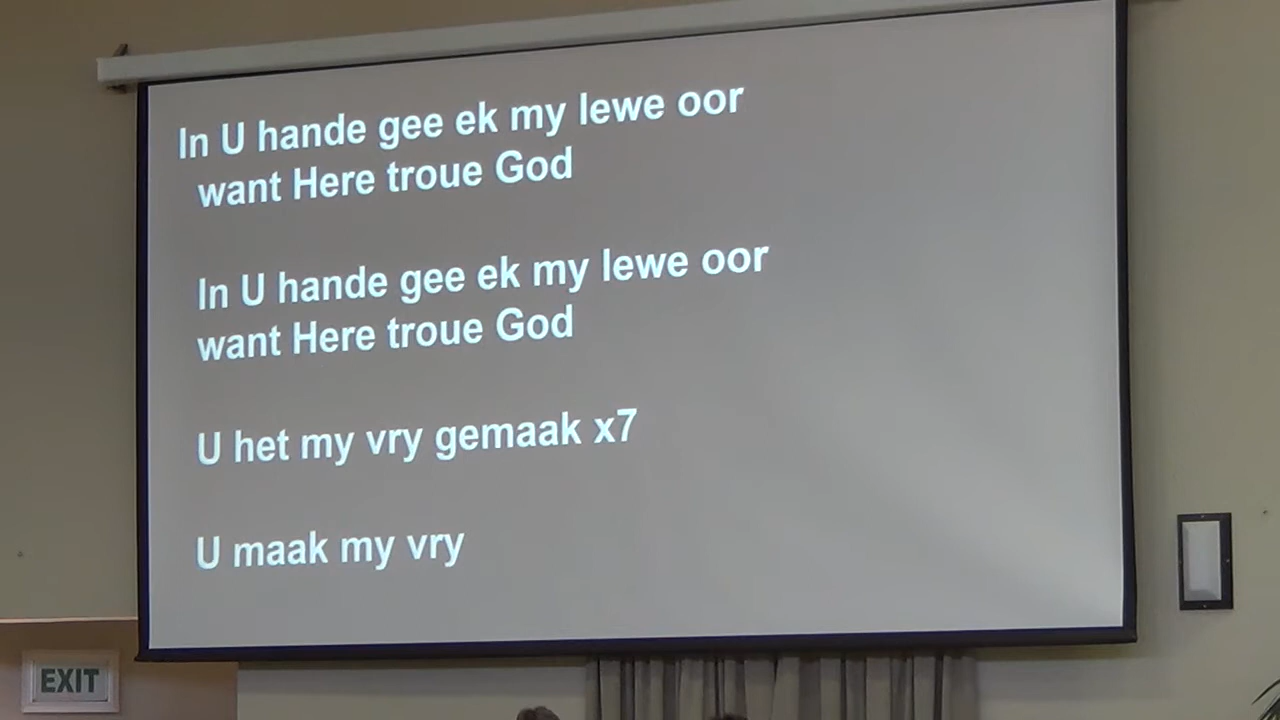 In U hande gee ek my lewe oor
want Here troue God
In U hande gee ek my lewe oor
want Here troue God
U het my vry gemaak x7
U maak my vry
EXIT